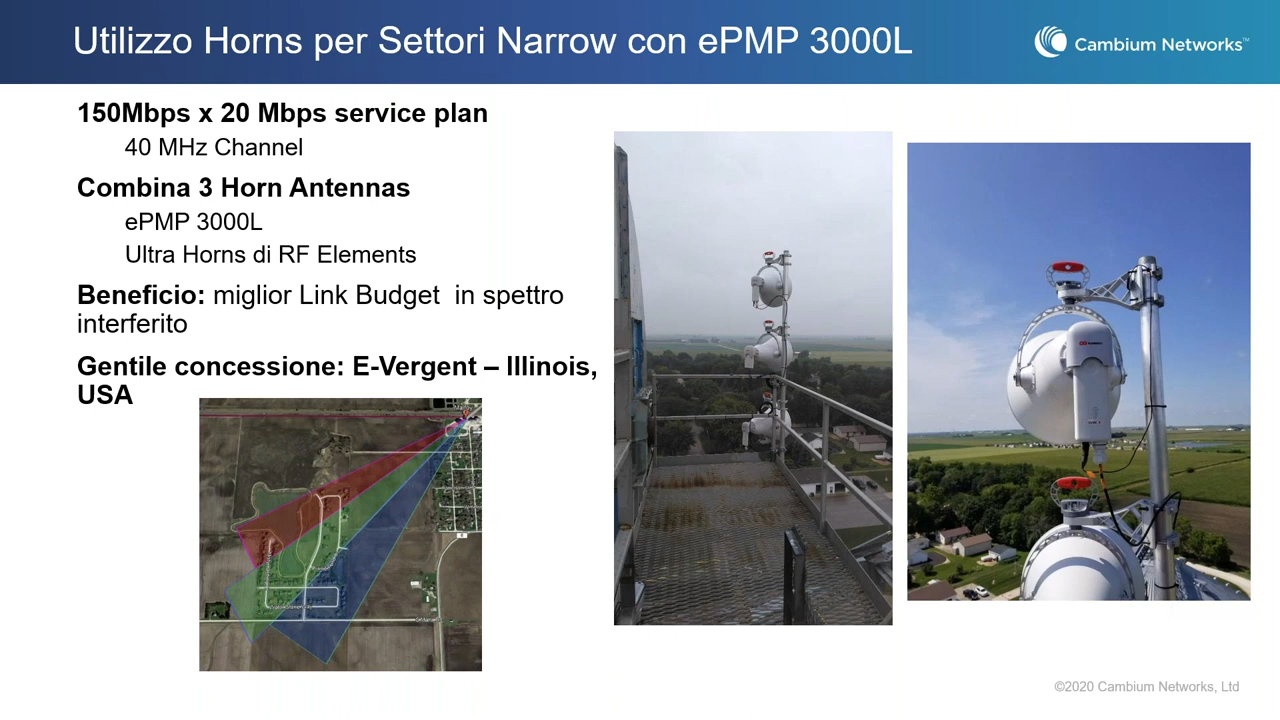 Utilizzo Horns per Settori Narrow con ePMP 3000L
Cambium Networks™
150Mbps x 20 Mbps service plan
40 MHz Channel
Combina 3 Horn Antennas
ePMP 3000L
Ultra Horns di RF Elements
Beneficio: miglior Link Budget in spettro
interferito
Gentile concessione: E-Vergent – Illinois,
USA
©2020 Cambium Networks, Ltd